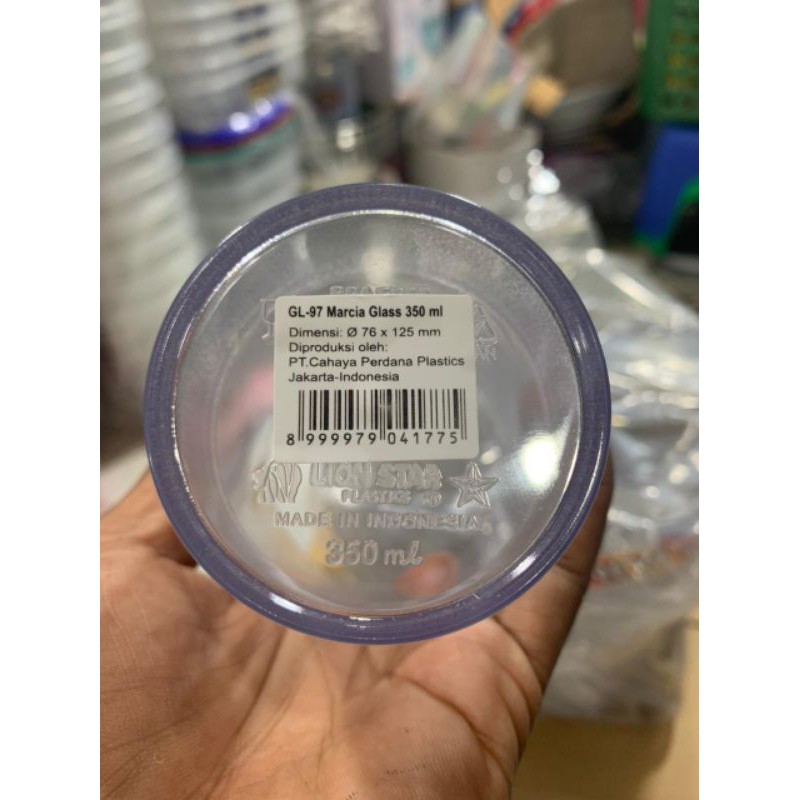 GL-97 Marcia Glass 350 ml
Dimensi: Ø 76 x 125 mm
Diproduksi oleh:
PT.Cahaya Perdana Plastics
Jakarta-Indonesia
8 999979 041775
LION STAR
PLASTICS
MADE IN INDONESIA
350 ml